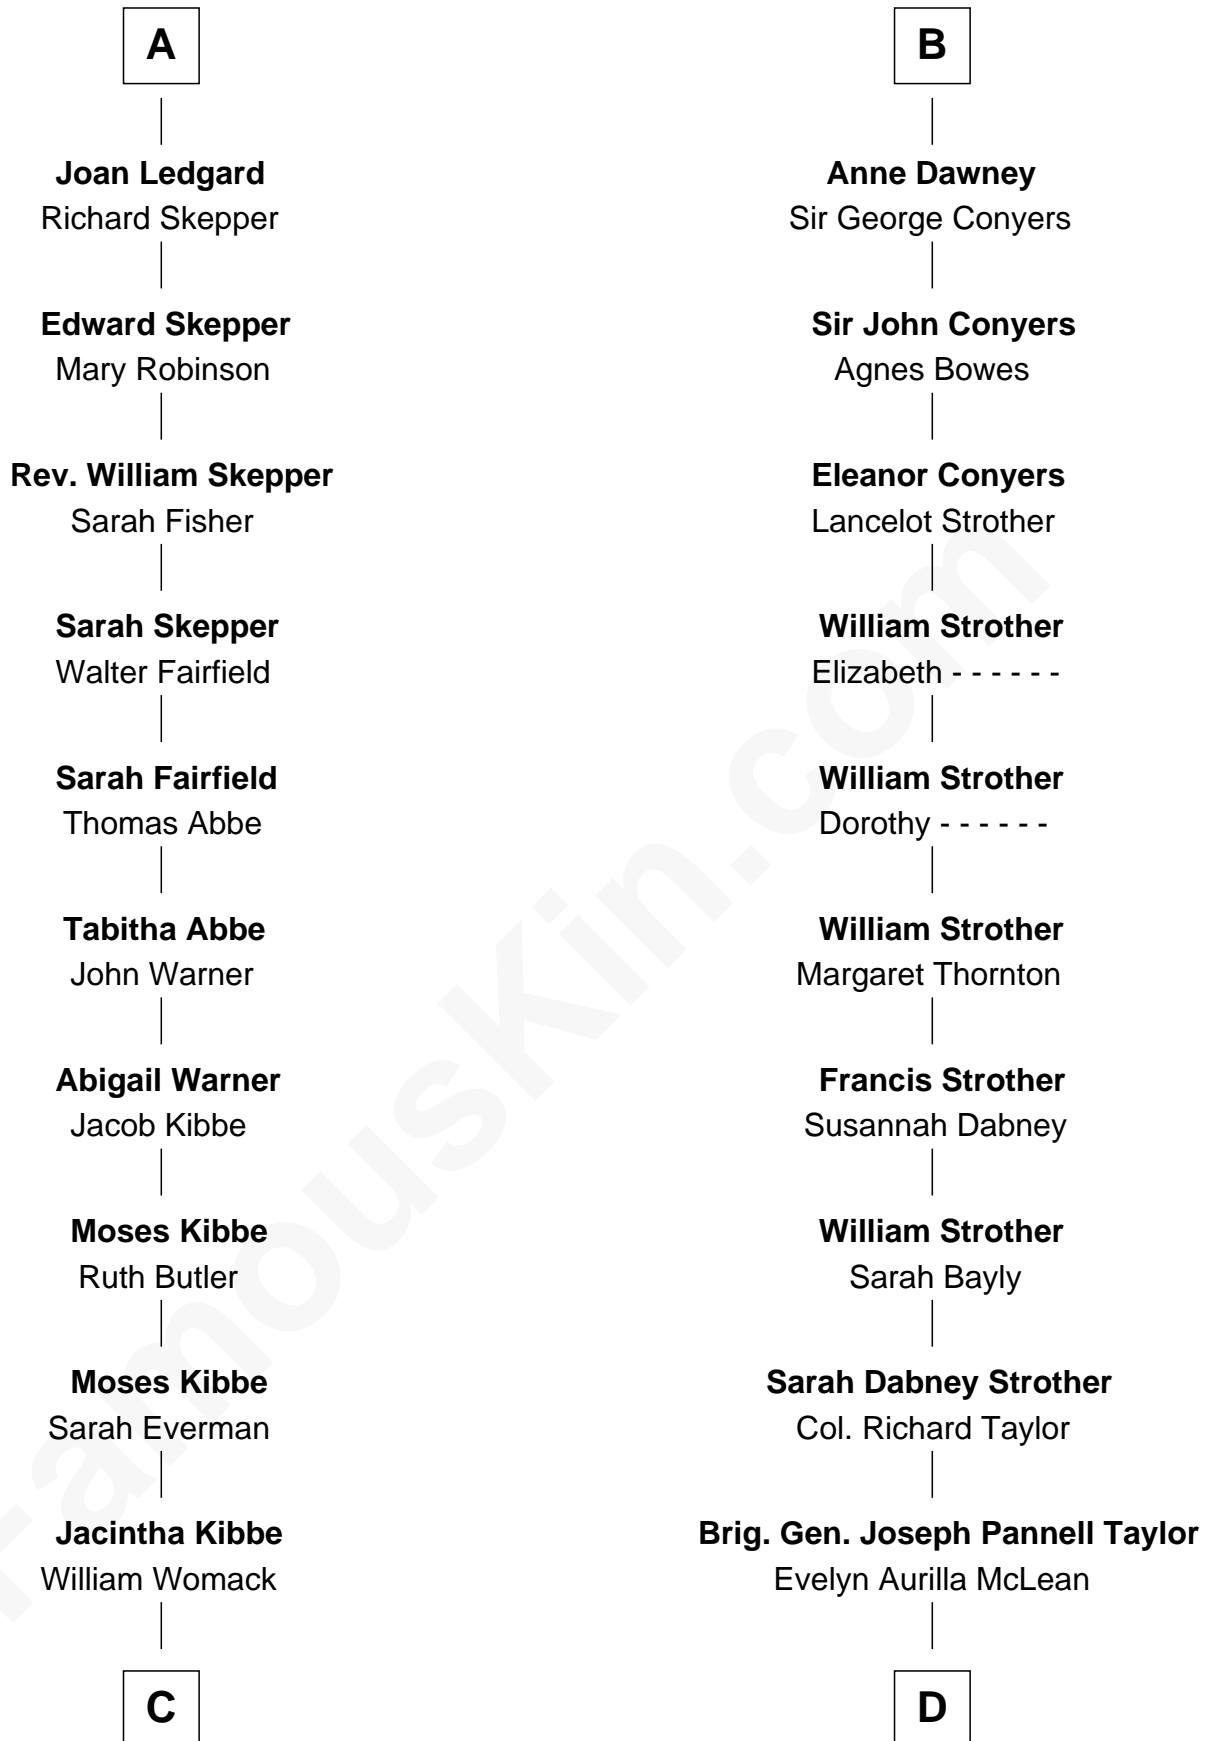 A
Joan Ledgard
Richard Skepper
Edward Skepper
Mary Robinson
Rev. William Skepper
Sarah Fisher
Sarah Skepper
Walter Fairfield
Sarah Fairfield
Thomas Abbe
Tabitha Abbe
John Warner
Abigail Warner
Jacob Kibbe
Moses Kibbe
Ruth Butler
Moses Kibbe
Sarah Everman
Jacintha Kibbe
William Womack
C
B
Anne Dawney
Sir George Conyers
Sir John Conyers
Agnes Bowes
Eleanor Conyers
Lancelot Strother
William Strother
Elizabeth - - - - - -
William Strother
Dorothy - - - - - -
William Strother
Margaret Thornton
Francis Strother
Susannah Dabney
William Strother
Sarah Bayly
Sarah Dabney Strother
Col. Richard Taylor
Brig. Gen. Joseph Pannell Taylor
Evelyn Aurilla McLean
D
FamousKin.com